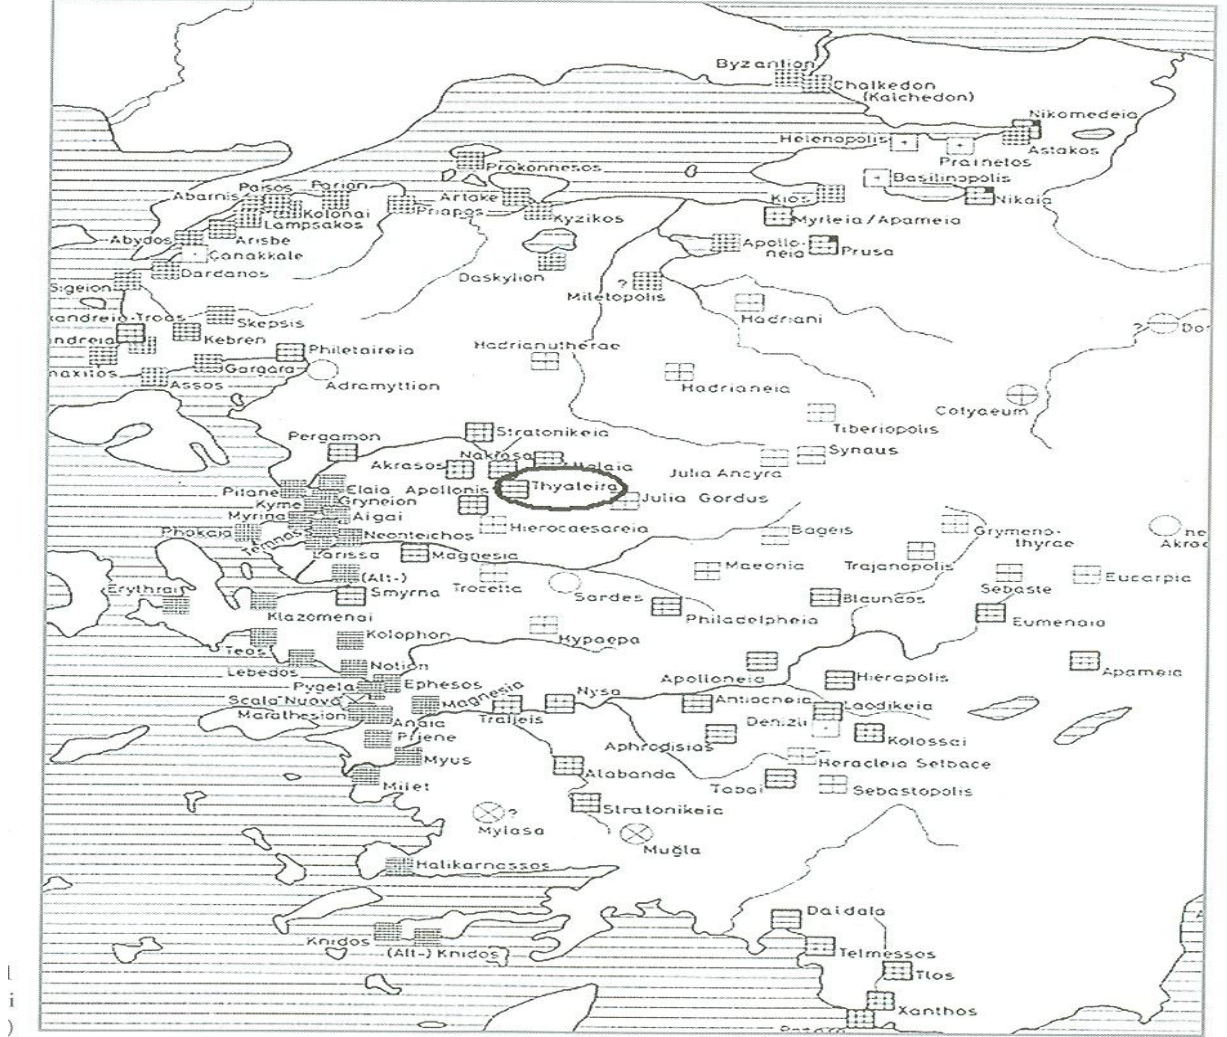 Byzantion
Chalkedon
(Kalchedon)
Nikomedeia
Helenopolis
Astakos
Prainetos
Prokonnesos
Basilinopolis
Paisos
Parion
Abarnis
Artake
Kios
Nikaia
Kolonai
Priapos
Kyzikos
Myrleia/Apameia
Lampsakos
Abydos
Arisbe
Apollo-
neia
Prusa
Çanakkale
Dardanos
Daskylion
Sigeion
?
Miletopolis
Skepsis
Hadriani
?
Kebren
Hadrianutherae
Philetaireia
Gargara
Assos
Adramyttion
Hadrianeia
Cotyaeum
Tiberiopolis
Stratonikeia
Pergamon
Nakrasa
Synaus
Akrasos
Julia Ancyra
Pitane
Elaia
Apollonis
Thyateira
Julia Gordus
Kyme
Gryneion
Myrina
Aigai
Hierocaesareia
Bageis
Grymeno-
thyrae
Phokaia
Temnos
Neonteichos
Larissa
Magnesia
Trajanopolis
(Alt-)
Smyrna
Maeonia
Eucarpia
Erythrai
Trocetta
Sardes
Sebaste
Blaundos
Klazomenai
Philadelpheia
Eumenaia
Kolophon
Hypaepa
Teos
Lebedos
Notion
Apolloneia
Hierapolis
Apameia
Pygela
Ephesos
Magnesia
Nysa
Scala Nuova
Antiocheia
Laodikeia
Marathesion
Anaia
Tralleis
Denizli
Priene
Aphrodisias
Kolossai
Myus
Heracleia Salbace
Milet
Alabanda
Tabai
Sebastopolis
Stratonikeia
?
Mylasa
Muğla
Halikarnassos
Daidala
Knidos
(Alt-) Knidos
Telmessos
Tlos
Xanthos